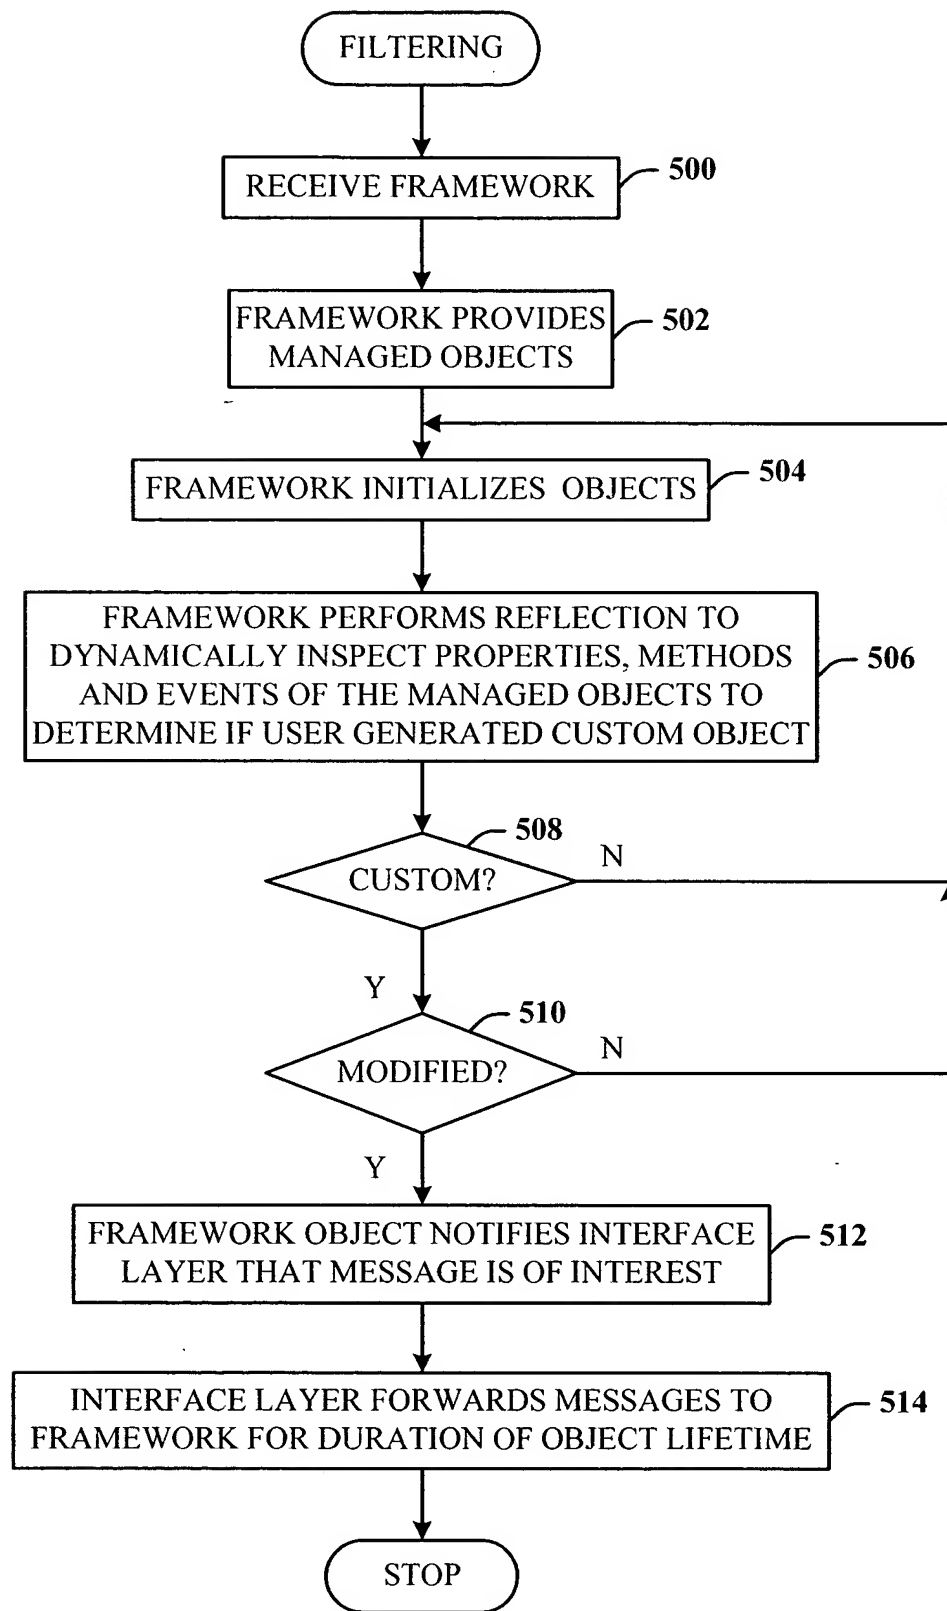 FILTERING
RECEIVE FRAMEWORK
500
FRAMEWORK PROVIDES
MANAGED OBJECTS
502
FRAMEWORK INITIALIZES OBJECTS
504
FRAMEWORK PERFORMS REFLECTION TO
DYNAMICALLY INSPECT PROPERTIES, METHODS
AND EVENTS OF THE MANAGED OBJECTS TO
DETERMINE IF USER GENERATED CUSTOM OBJECT
506
508
CUSTOM?
N
Y
510
MODIFIED?
N
Y
FRAMEWORK OBJECT NOTIFIES INTERFACE
LAYER THAT MESSAGE IS OF INTEREST
512
INTERFACE LAYER FORWARDS MESSAGES TO
FRAMEWORK FOR DURATION OF OBJECT LIFETIME
514
STOP